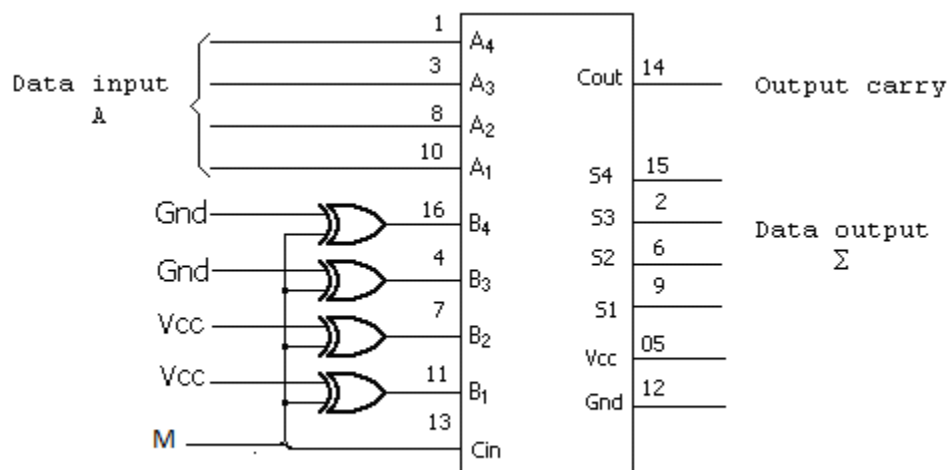 1
A4
3
A3
8
A2
10
A1
Data input
A
Gnd
16
B4
Gnd
4
B3
Vcc
7
B2
Vcc
11
B1
M
13
Cin
Cout
14
Output carry
S4
15
S3
2
S2
6
S1
9
Data output
Σ
Vcc
05
Gnd
12